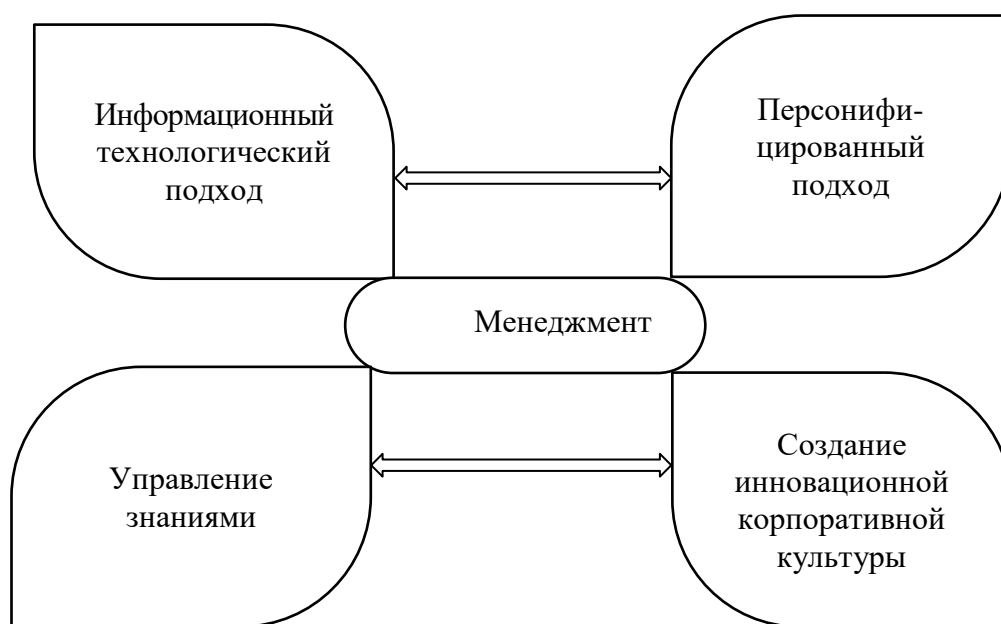 Информационный
технологический
подход
Персонифи-
цированный
подход
Менеджмент
Управление
знаниями
Создание
инновационной
корпоративной
культуры